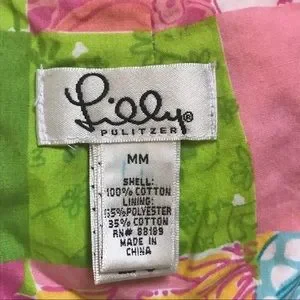 Lilly®
PULITZER
MM
SHELL:
100% COTTON
LINING:
65%POLYESTER
35% COTTON
RN# 88189
MADE IN
CHINA